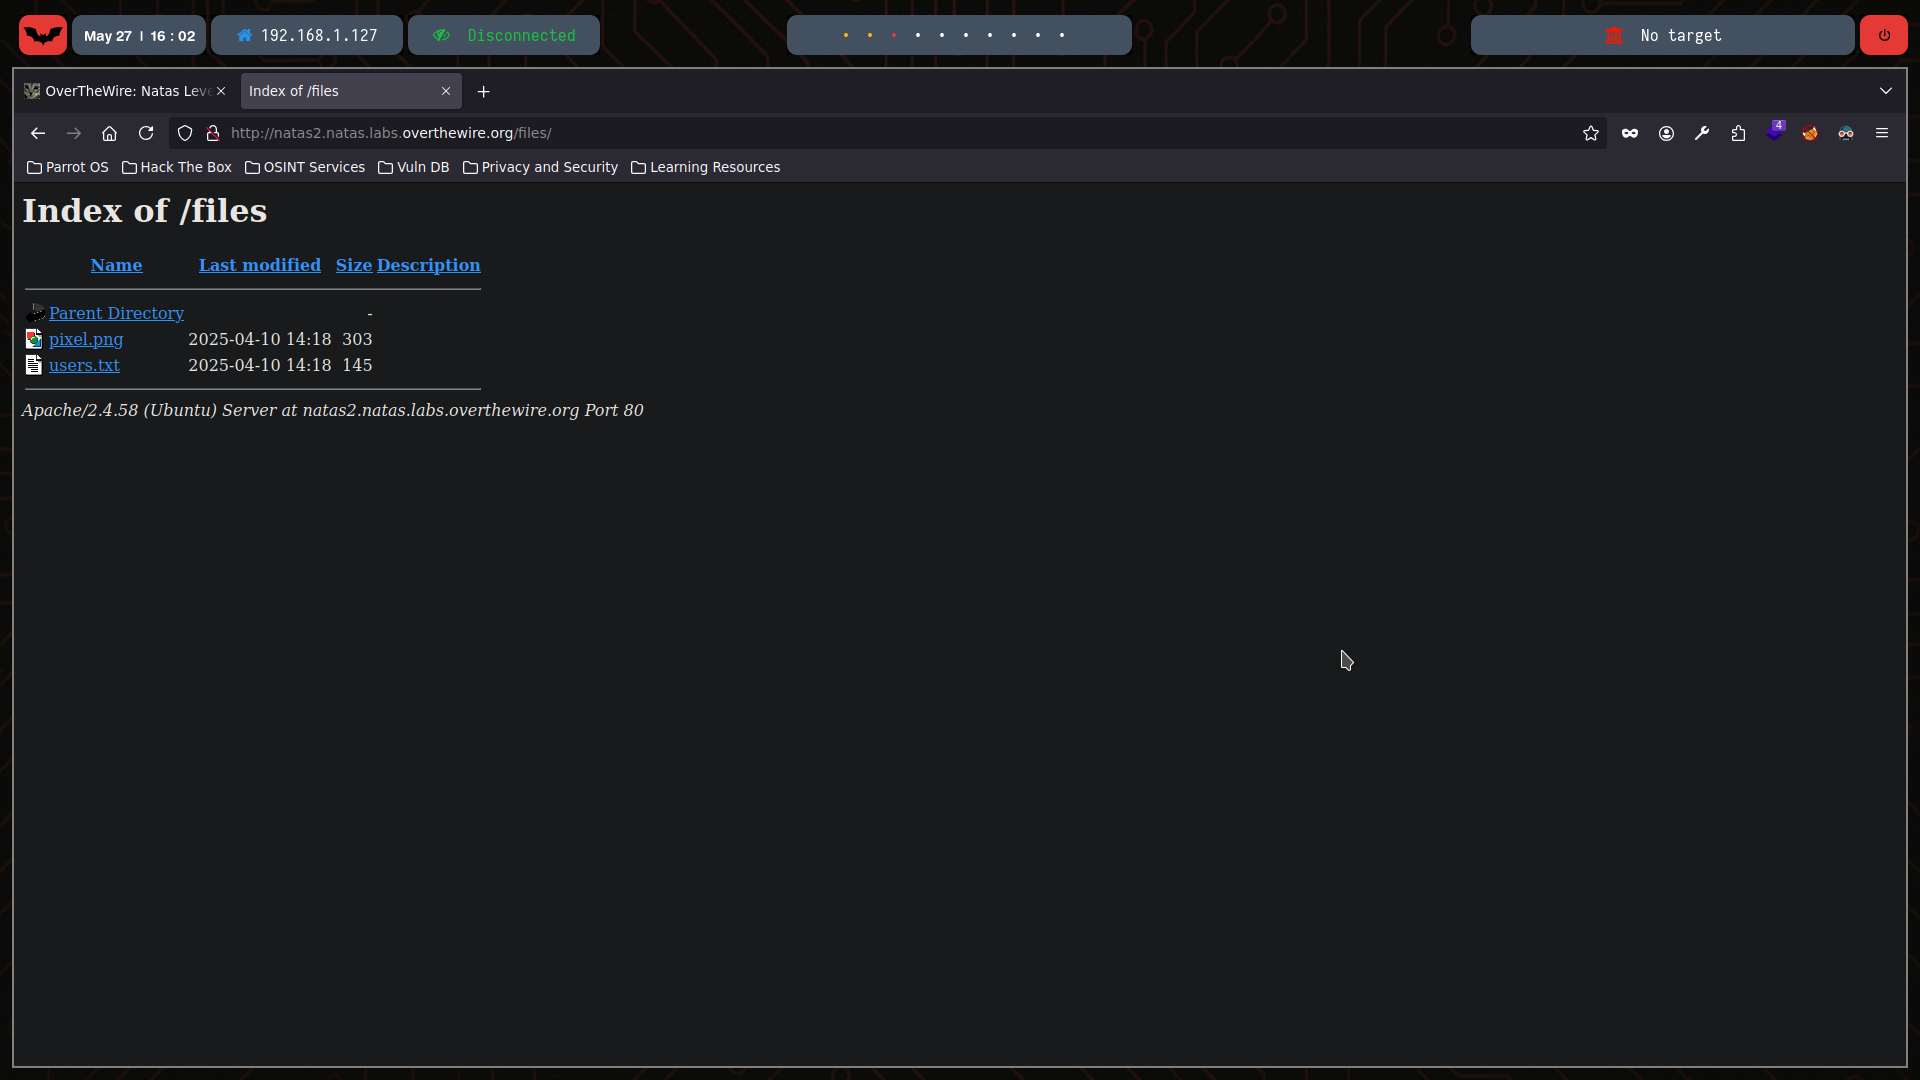 May 27 | 16 : 02
192.168.1.127
Disconnected
No target
OverTheWire: Natas Leve
Index of /files
http://natas2.natas.labs.overthewire.org/files/
4
Parrot OS
Hack The Box
OSINT Services
Vuln DB
Privacy and Security
Learning Resources
Index of /files
Name Last modified Size Description
Parent Directory -
pixel.png 2025-04-10 14:18 303
users.txt 2025-04-10 14:18 145
Apache/2.4.58 (Ubuntu) Server at natas2.natas.labs.overthewire.org Port 80